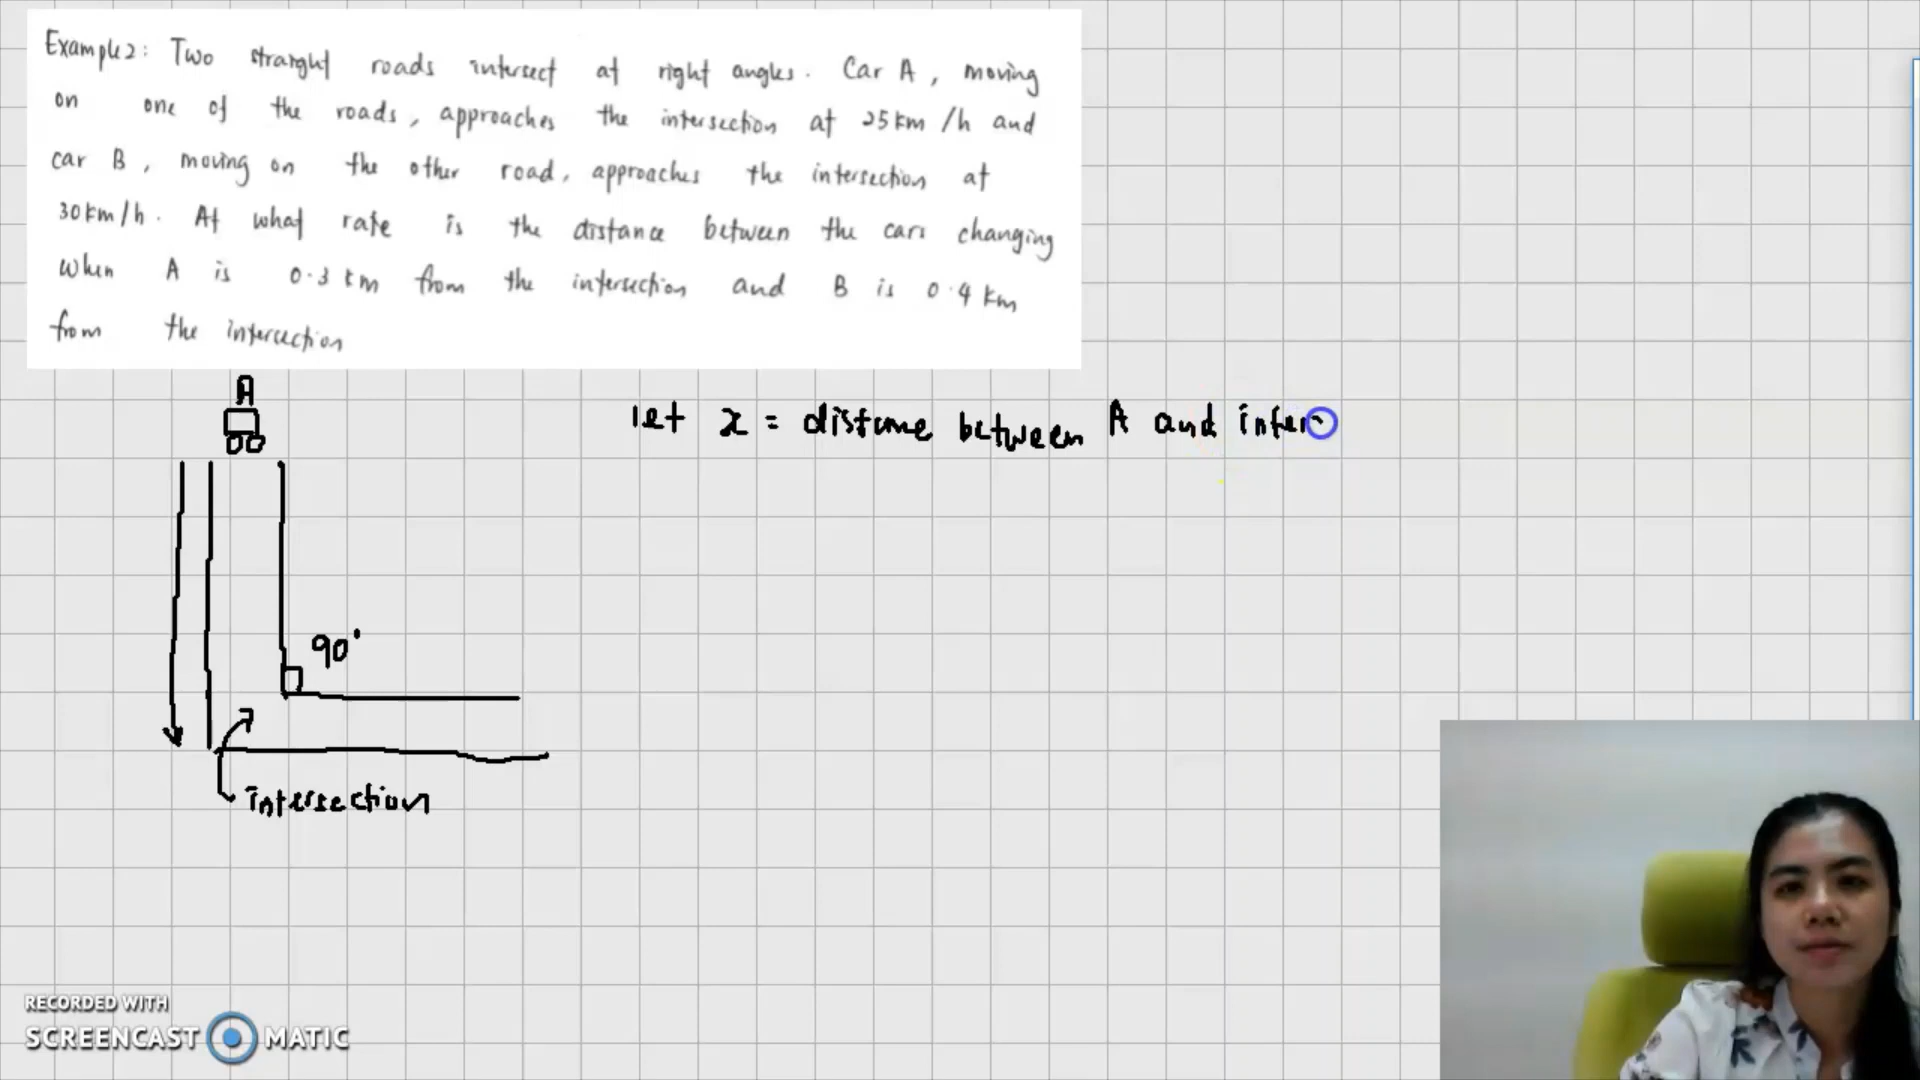 Example 2: Two straight roads intersect at right angles. Car A, moving
on one of the roads, approaches the intersection at 25 km/h and
car B, moving on the other road, approaches the intersection at
30 km/h. At what rate is the distance between the cars changing
when A is 0.3 km from the intersection and B is 0.4 km
from the intersection
A
let x = distance between A and inter
90°
intersection
RECORDED WITH
SCREENCAST MATIC